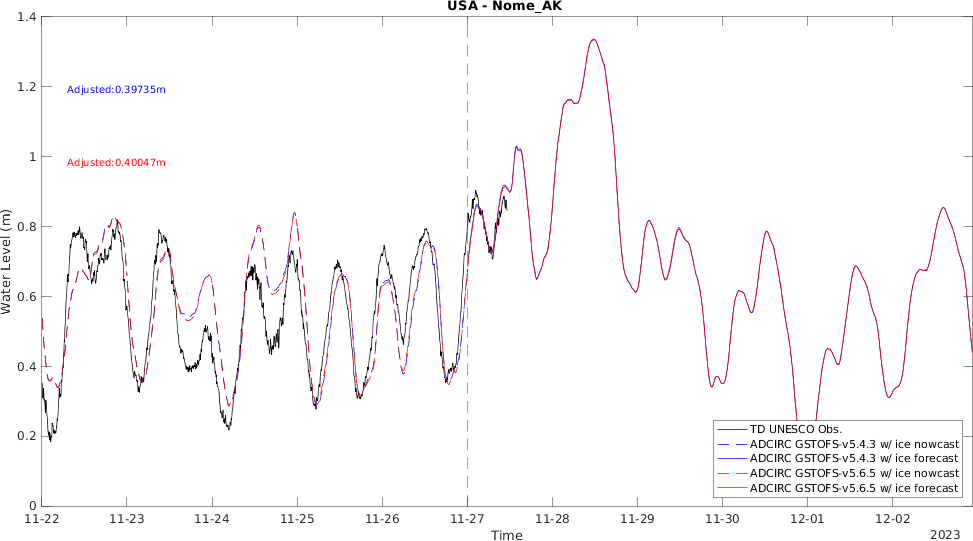 USA - Nome_AK
1.4
1.2
1
0.8
0.6
0.4
0.2
0
Water Level (m)
Adjusted:0.39735m
Adjusted:0.40047m
TD UNESCO Obs.
ADCIRC GSTOFS-v5.4.3 w/ ice nowcast
ADCIRC GSTOFS-v5.4.3 w/ ice forecast
ADCIRC GSTOFS-v5.6.5 w/ ice nowcast
ADCIRC GSTOFS-v5.6.5 w/ ice forecast
11-22 11-23 11-24 11-25 11-26 11-27 11-28 11-29 11-30 12-01 12-02
Time
2023